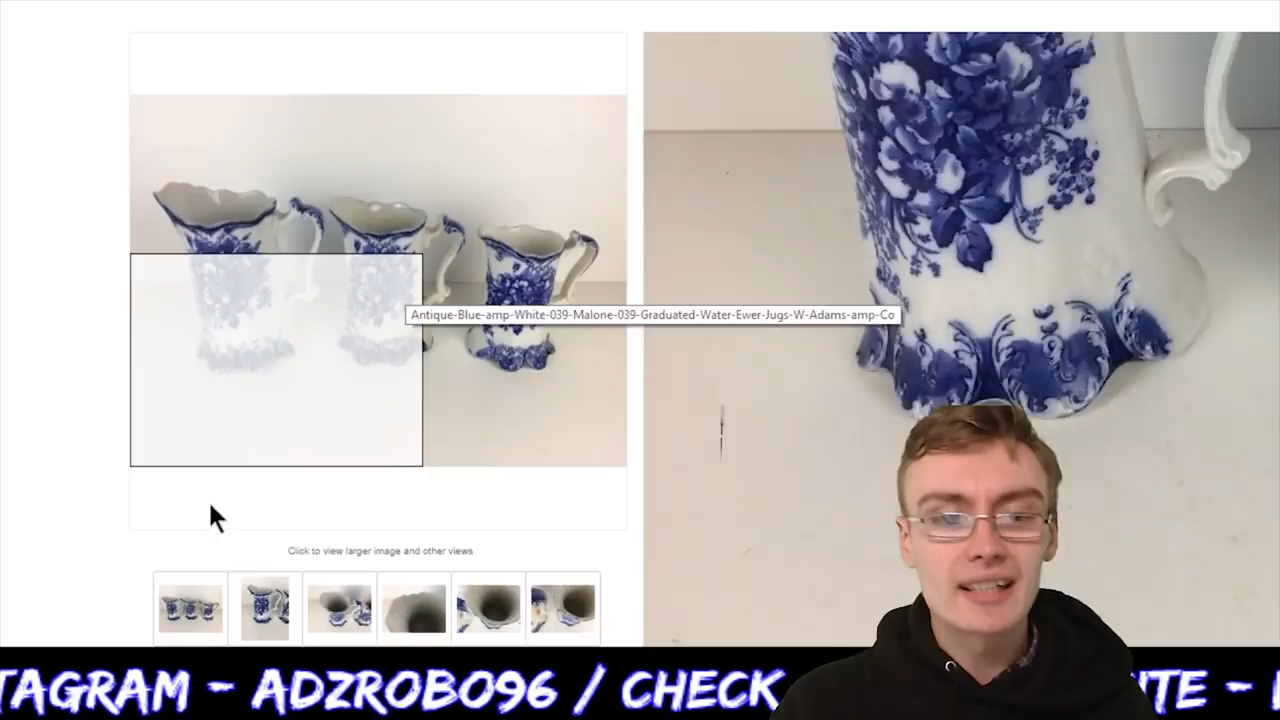 Antique-Blue-amp-White-039-Malone-039-Graduated-Water-Ewer-Jugs-W-Adams-amp-Co
Click to view larger image and other views
TAGRAM - ADZROBO96 / CHECK